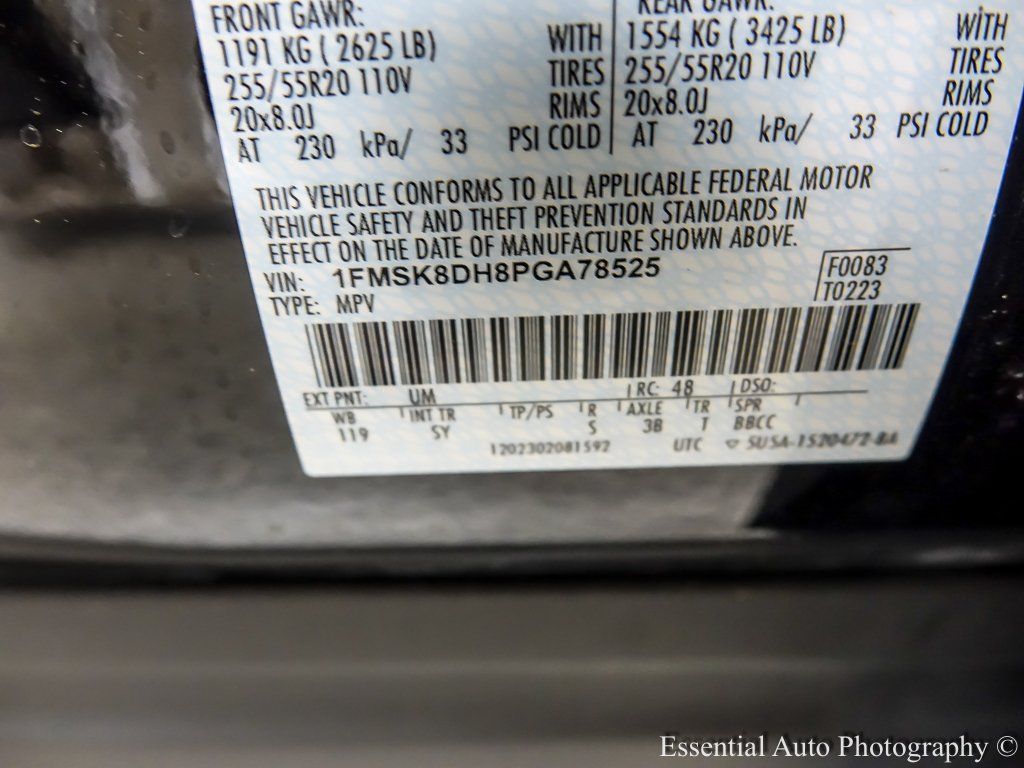 FRONT GAWR: REAR GAWR:
1191 KG ( 2625 LB) WITH 1554 KG ( 3425 LB) WITH
255/55R20 110V TIRES 255/55R20 110V TIRES
20x8.0J RIMS 20x8.0J RIMS
AT 230 kPa/ 33 PSI COLD AT 230 kPa/ 33 PSI COLD
THIS VEHICLE CONFORMS TO ALL APPLICABLE FEDERAL MOTOR
VEHICLE SAFETY AND THEFT PREVENTION STANDARDS IN
EFFECT ON THE DATE OF MANUFACTURE SHOWN ABOVE.
VIN: 1FMSK8DH8PGA78525 F0083
TYPE: MPV T0223
EXT PNT: UM RC: 48 DSO:
WB INT TR TP/PS R AXLE TR SPR
119 SY S 3B T BBCC
1202302081592 UTC ▽ SU5A-1520472-BA
Essential Auto Photography ©